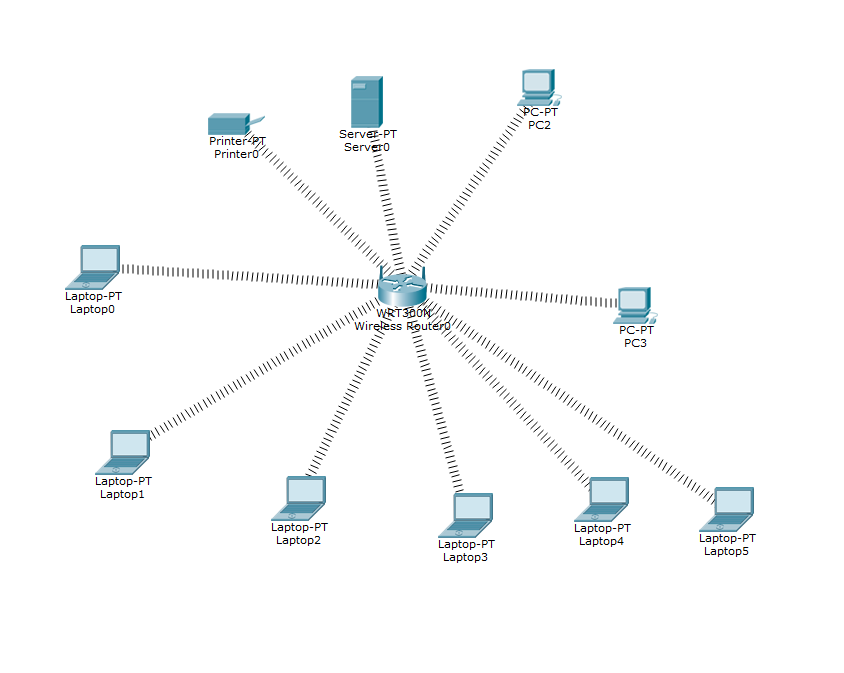 PC-PT
PC2
Server-PT
Server0
Printer-PT
Printer0
Laptop-PT
Laptop0
WRT300N
Wireless Router0
PC-PT
PC3
Laptop-PT
Laptop1
Laptop-PT
Laptop2
Laptop-PT
Laptop3
Laptop-PT
Laptop4
Laptop-PT
Laptop5